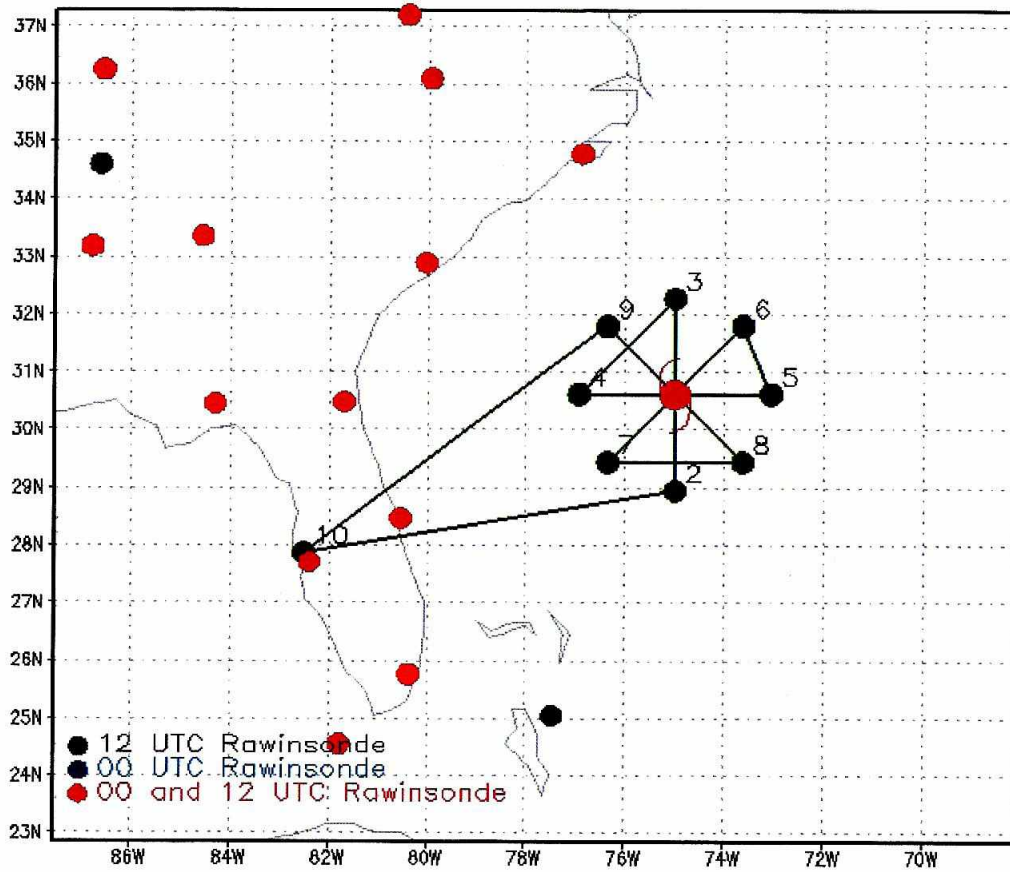 37N
36N
35N
34N
33N
32N
31N
30N
29N
28N
27N
26N
25N
24N
23N
3
9
6
4
5
7
8
2
10
12 UTC Rawinsonde
00 UTC Rawinsonde
00 and 12 UTC Rawinsonde
86W 84W 82W 80W 78W 76W 74W 72W 70W